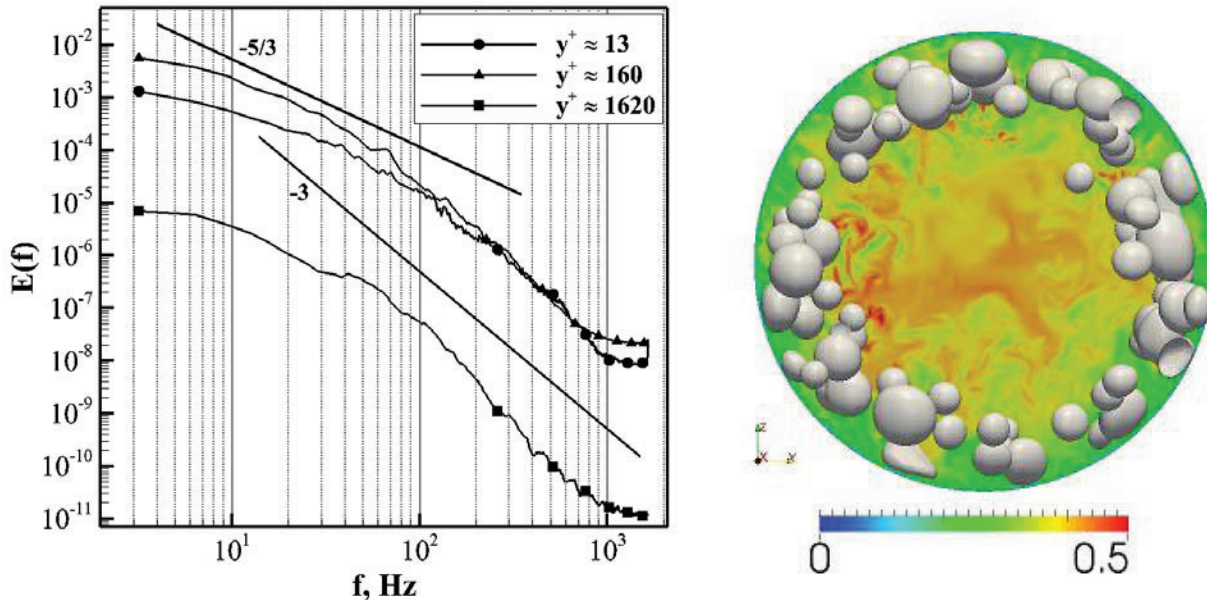 10⁻²
10⁻³
10⁻⁴
10⁻⁵
10⁻⁶
10⁻⁷
10⁻⁸
10⁻⁹
10⁻¹⁰
10⁻¹¹
E(f)
-5/3
-3
y⁺ ≈ 13
y⁺ ≈ 160
y⁺ ≈ 1620
10¹
10²
10³
f, Hz
Z
X
Y
0
0.5